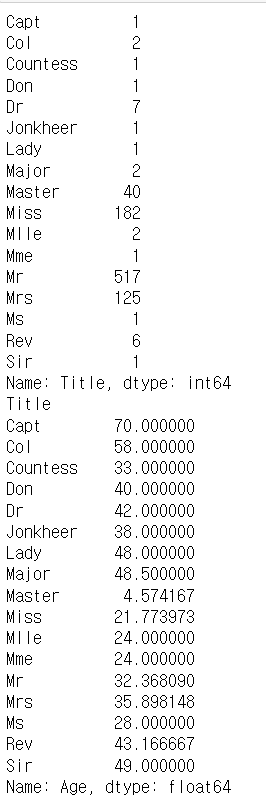 Capt 1
Col 2
Countess 1
Don 1
Dr 7
Jonkheer 1
Lady 1
Major 2
Master 40
Miss 182
Mlle 2
Mme 1
Mr 517
Mrs 125
Ms 1
Rev 6
Sir 1
Name: Title, dtype: int64
Title
Capt 70.000000
Col 58.000000
Countess 33.000000
Don 40.000000
Dr 42.000000
Jonkheer 38.000000
Lady 48.000000
Major 48.500000
Master 4.574167
Miss 21.773973
Mlle 24.000000
Mme 24.000000
Mr 32.368090
Mrs 35.898148
Ms 28.000000
Rev 43.166667
Sir 49.000000
Name: Age, dtype: float64